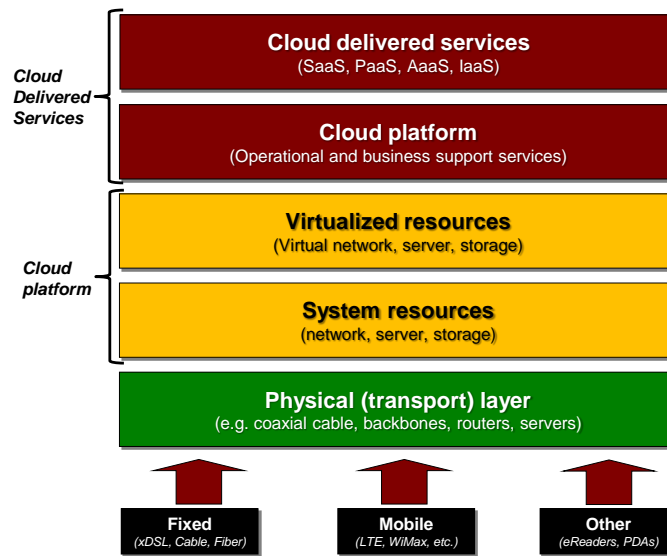 Cloud delivered services
(SaaS, PaaS, AaaS, IaaS)
Cloud
Delivered
Services
Cloud platform
(Operational and business support services)
Virtualized resources
(Virtual network, server, storage)
Cloud
platform
System resources
(network, server, storage)
Physical (transport) layer
(e.g. coaxial cable, backbones, routers, servers)
Fixed
(xDSL, Cable, Fiber)
Mobile
(LTE, WiMax, etc.)
Other
(eReaders, PDAs)